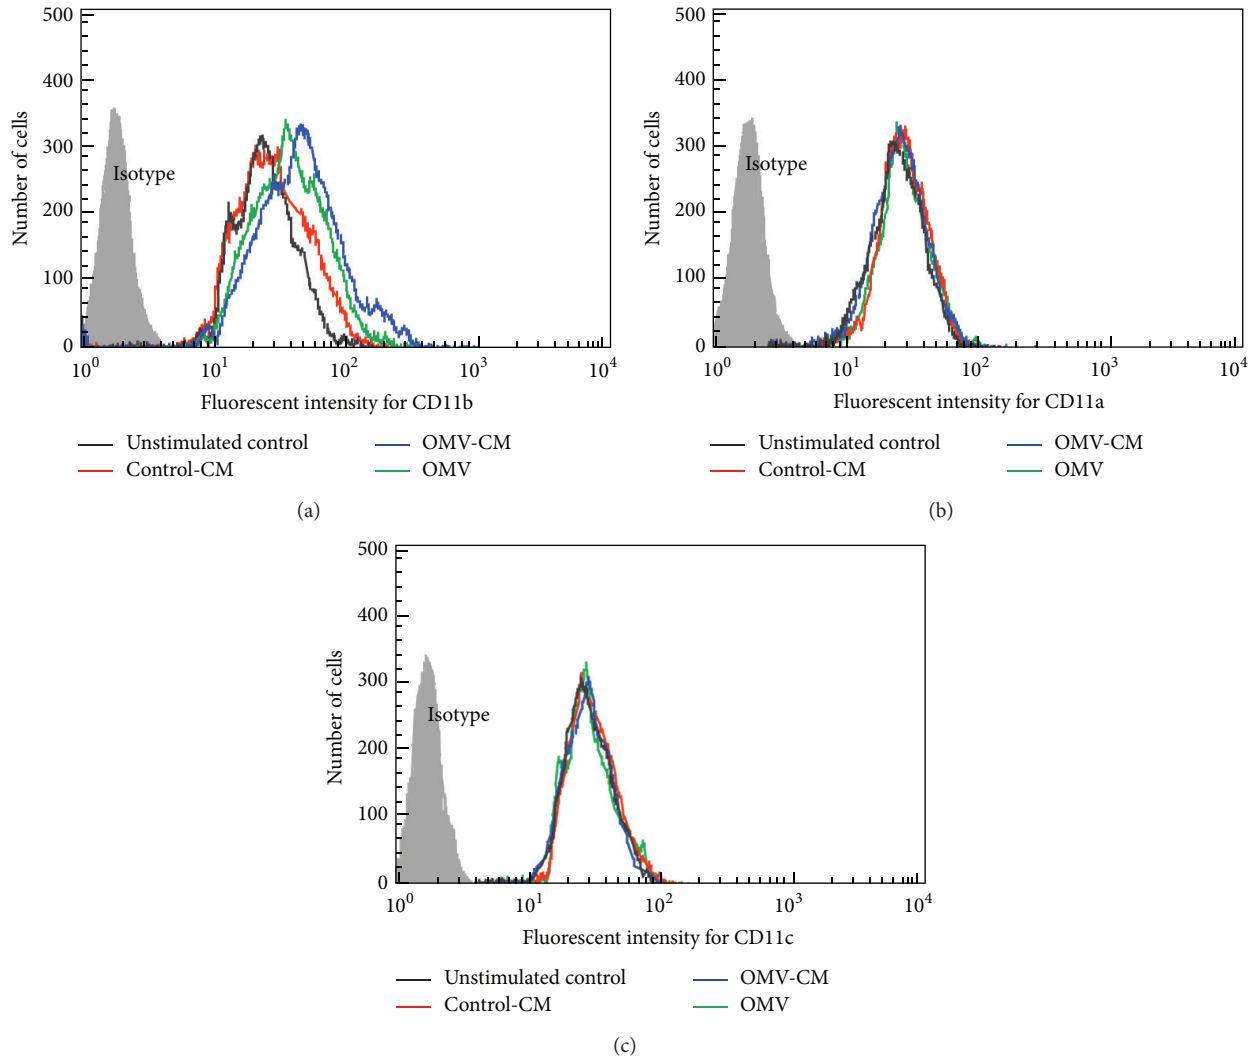 500
400
300
200
100
0
Number of cells
Isotype
10^0 10^1 10^2 10^3 10^4
Fluorescent intensity for CD11b
Unstimulated control OMV-CM
Control-CM OMV
(a)
500
400
300
200
100
0
Number of cells
Isotype
10^0 10^1 10^2 10^3 10^4
Fluorescent intensity for CD11a
Unstimulated control OMV-CM
Control-CM OMV
(b)
500
400
300
200
100
0
Number of cells
Isotype
10^0 10^1 10^2 10^3 10^4
Fluorescent intensity for CD11c
Unstimulated control OMV-CM
Control-CM OMV
(c)